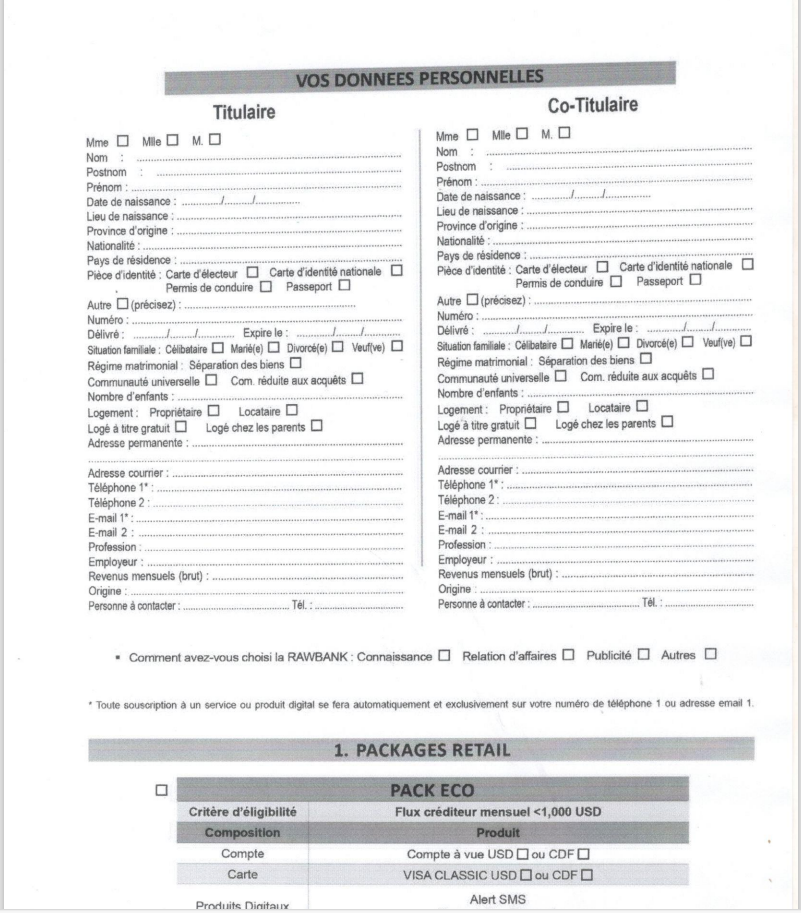 VOS DONNEES PERSONNELLES
Titulaire
Mme ☐ Mlle ☐ M. ☐
Nom : ................................
Postnom : ................................
Prénom : ................................
Date de naissance : ........../......../............
Lieu de naissance : ................................
Province d'origine : ................................
Nationalité : ................................
Pays de résidence : ................................
Pièce d'identité : Carte d'électeur ☐ Carte d'identité nationale ☐
Permis de conduire ☐ Passeport ☐
Autre ☐ (précisez) : ................................
Numéro : ................................
Délivré : ........../......../.......... Expire le : ........../......../..........
Situation familiale : Célibataire ☐ Marié(e) ☐ Divorcé(e) ☐ Veuf(ve) ☐
Régime matrimonial : Séparation des biens ☐
Communauté universelle ☐ Com. réduite aux acquêts ☐
Nombre d'enfants : ................................
Logement : Propriétaire ☐ Locataire ☐
Logé à titre gratuit ☐ Logé chez les parents ☐
Adresse permanente : ................................
................................
Adresse courrier : ................................
Téléphone 1* : ................................
Téléphone 2 : ................................
E-mail 1* : ................................
E-mail 2 : ................................
Profession : ................................
Employeur : ................................
Revenus mensuels (brut) : ................................
Origine : ................................
Personne à contacter : ................................ Tél. : ................................
Co-Titulaire
Mme ☐ Mlle ☐ M. ☐
Nom : ................................
Postnom : ................................
Prénom : ................................
Date de naissance : ........../......../............
Lieu de naissance : ................................
Province d'origine : ................................
Nationalité : ................................
Pays de résidence : ................................
Pièce d'identité : Carte d'électeur ☐ Carte d'identité nationale ☐
Permis de conduire ☐ Passeport ☐
Autre ☐ (précisez) : ................................
Numéro : ................................
Délivré : ........../......../.......... Expire le : ........../......../..........
Situation familiale : Célibataire ☐ Marié(e) ☐ Divorcé(e) ☐ Veuf(ve) ☐
Régime matrimonial : Séparation des biens ☐
Communauté universelle ☐ Com. réduite aux acquêts ☐
Nombre d'enfants : ................................
Logement : Propriétaire ☐ Locataire ☐
Logé à titre gratuit ☐ Logé chez les parents ☐
Adresse permanente : ................................
................................
Adresse courrier : ................................
Téléphone 1* : ................................
Téléphone 2 : ................................
E-mail 1* : ................................
E-mail 2 : ................................
Profession : ................................
Employeur : ................................
Revenus mensuels (brut) : ................................
Origine : ................................
Personne à contacter : ................................ Tél. : ................................
▪ Comment avez-vous choisi la RAWBANK : Connaissance ☐ Relation d'affaires ☐ Publicité ☐ Autres ☐
* Toute souscription à un service ou produit digital se fera automatiquement et exclusivement sur votre numéro de téléphone 1 ou adresse email 1.
1. PACKAGES RETAIL
☐ PACK ECO
Critère d'éligibilité Flux créditeur mensuel <1,000 USD
Composition Produit
Compte Compte à vue USD ☐ ou CDF ☐
Carte VISA CLASSIC USD ☐ ou CDF ☐
Alert SMS
Produits Digitaux